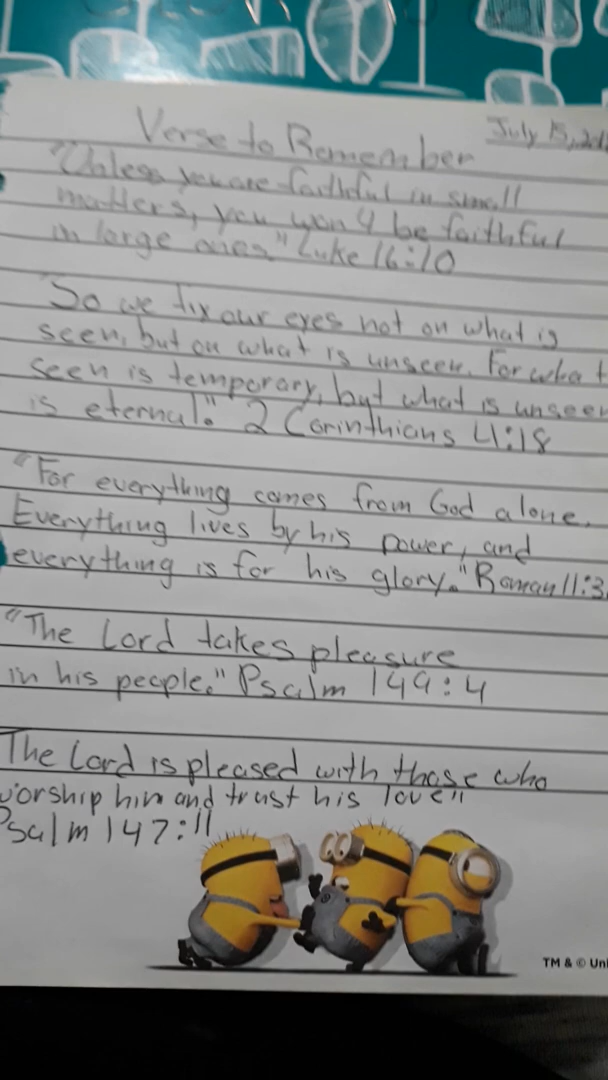 Verse to Remember
July 15, 
"Unless you are faithful in small
matters, you won't be faithful
in large ones" Luke 16:10
"So we fix our eyes not on what is
seen, but on what is unseen. For what
seen is temporary, but what is unseen
is eternal." 2 Corinthians 4:18
"For everything comes from God alone.
Everything lives by his power, and
everything is for his glory." Roman 11:3
"The Lord takes pleasure
in his people." Psalm 149:4
The Lord is pleased with those who
worship him and trust his love"
Psalm 147:11
TM & © Uni